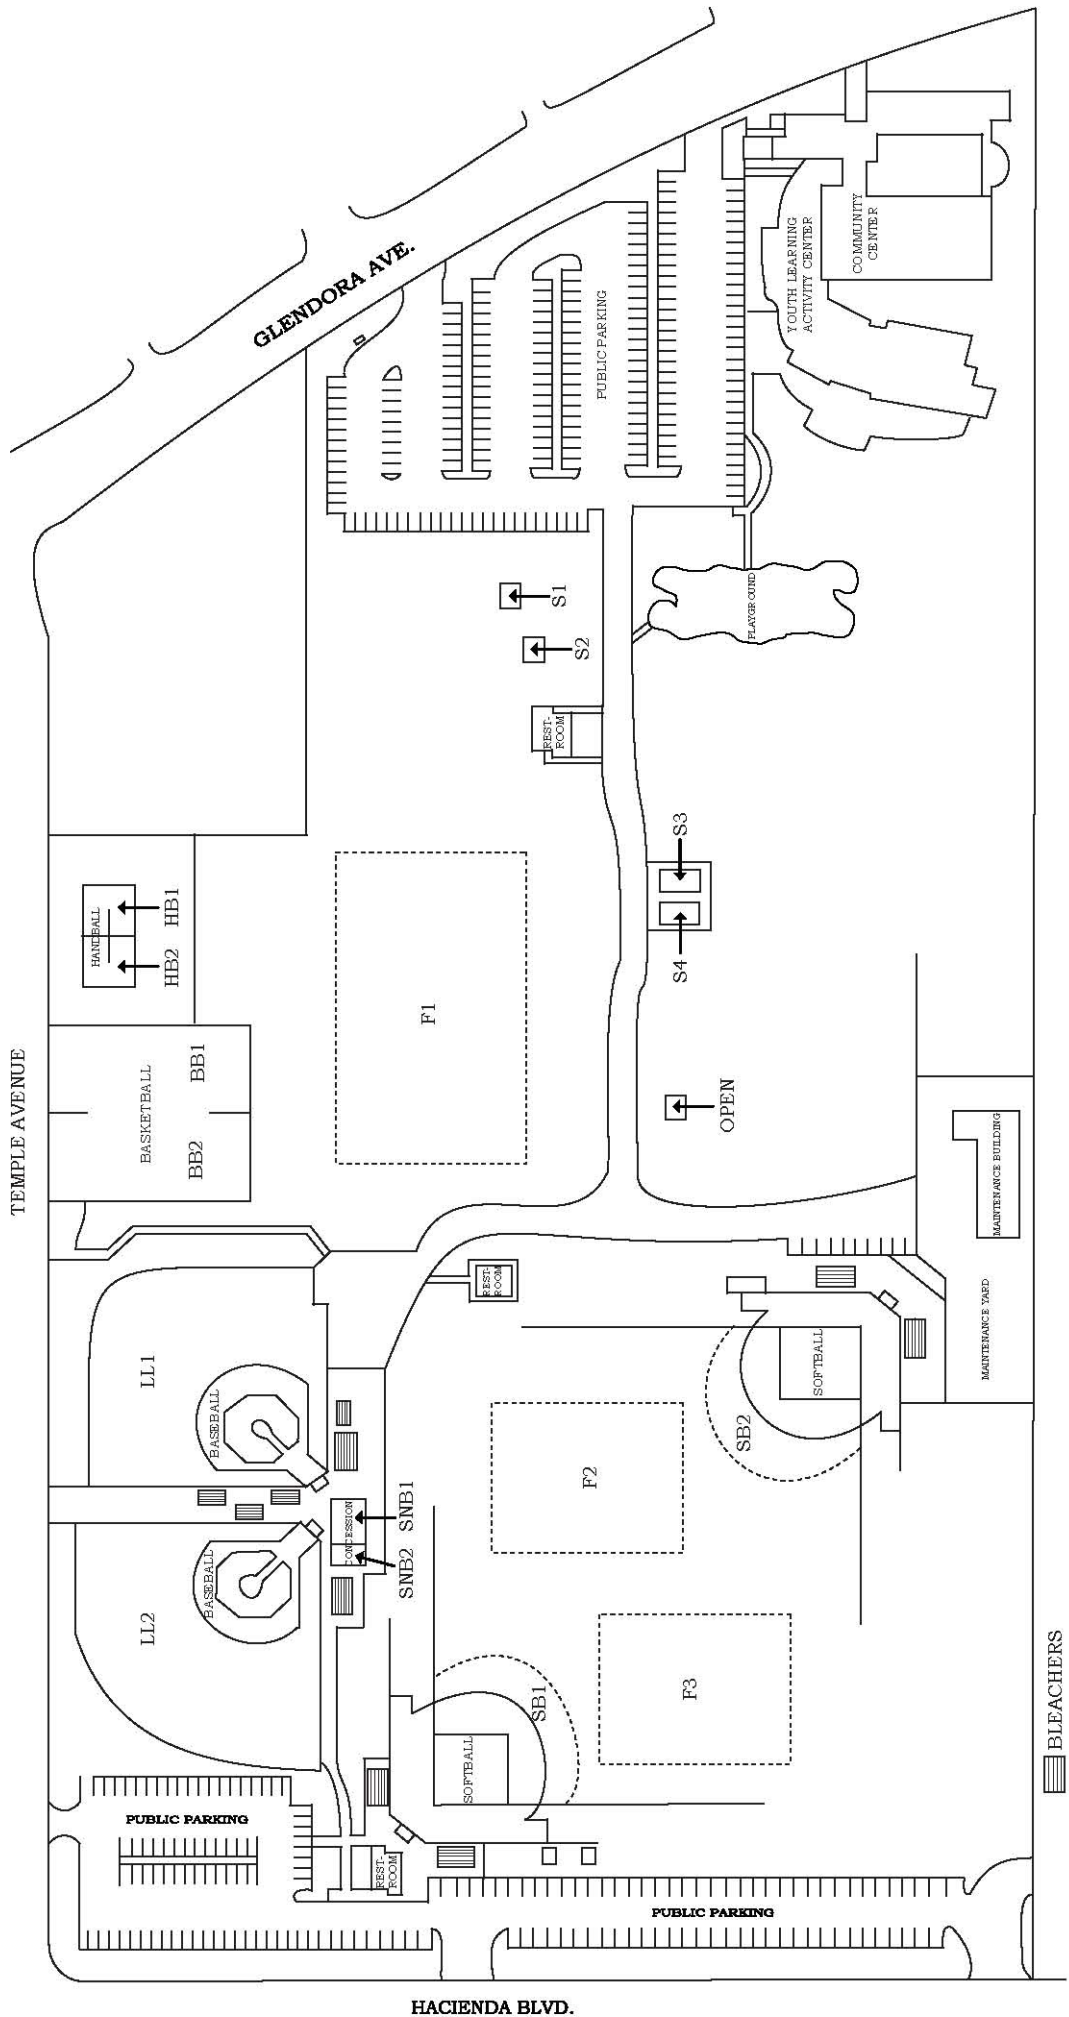 GLENDORA AVE.
COMMUNITY
CENTER
YOUTH LEARNING
ACTIVITY CENTER
PUBLIC PARKING
S1
PLAYGROUND
S2
REST-
ROOM
S3
HB1
HANDBALL
HB2
S4
F1
TEMPLE AVENUE
BB1
BASKETBALL
BB2
OPEN
MAINTENANCE BUILDING
REST-
ROOM
MAINTENANCE YARD
LL1
SOFTBALL
BASEBALL
SB2
F2
SNB1
CONCESSION
SNB2
BASEBALL
LL2
F3
SB1
BLEACHERS
SOFTBALL
PUBLIC PARKING
REST-
ROOM
PUBLIC PARKING
HACIENDA BLVD.